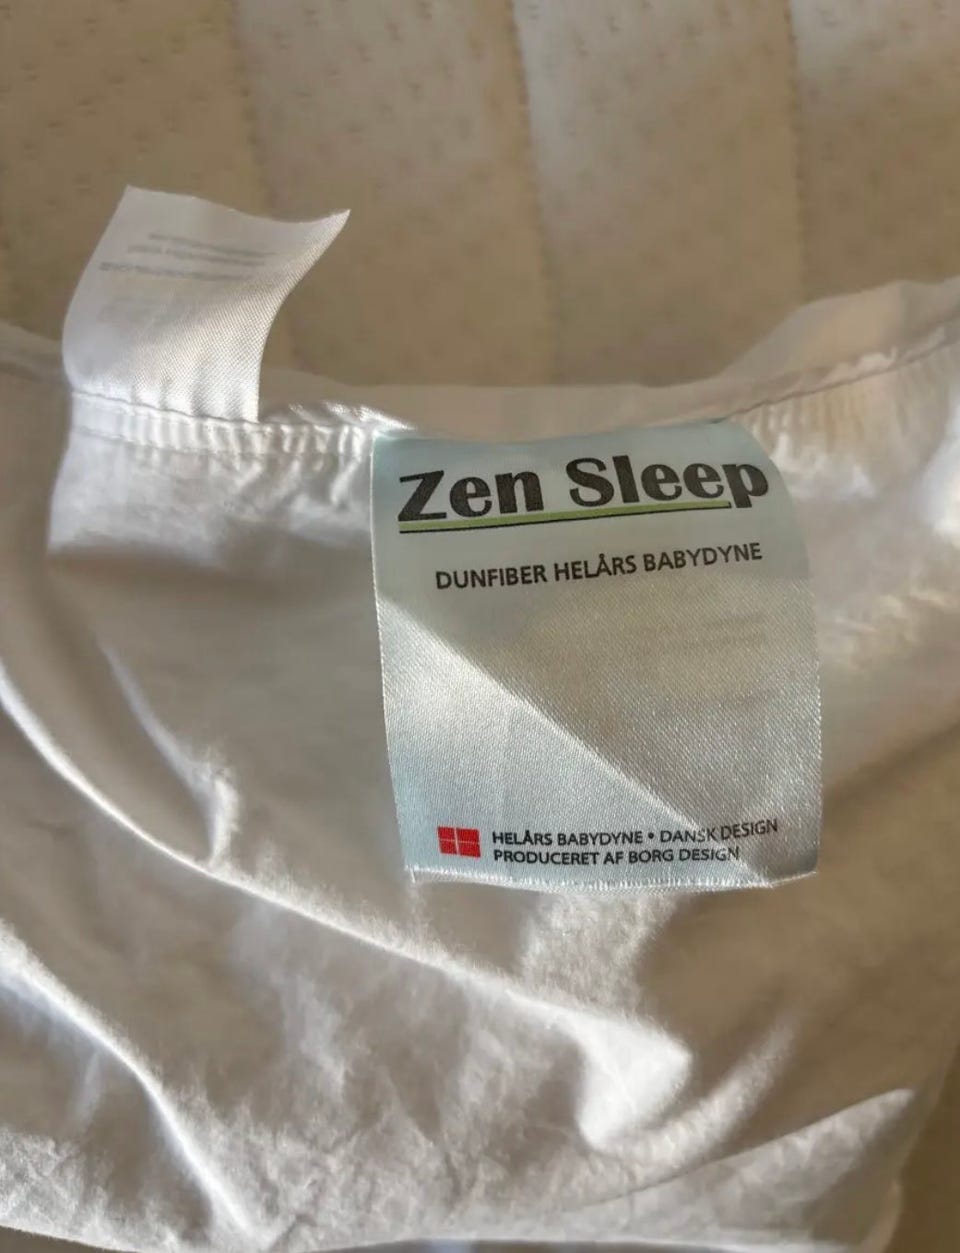 Zen Sleep
DUNFIBER HELÅRS BABYDYNE
HELÅRS BABYDYNE • DANSK DESIGN
PRODUCERET AF BORG DESIGN